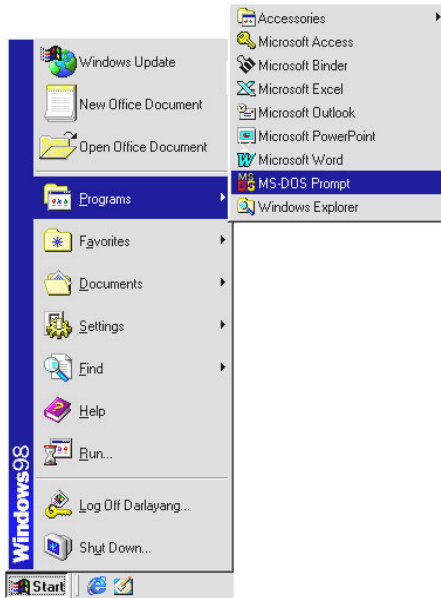 Accessories
Microsoft Access
Microsoft Binder
Microsoft Excel
Microsoft Outlook
Microsoft PowerPoint
Microsoft Word
MS-DOS Prompt
Windows Explorer
Windows Update
New Office Document
Open Office Document
Programs
Favorites
Documents
Settings
Find
Help
Run...
Log Off Darlayang...
Shut Down...
Windows98
Start